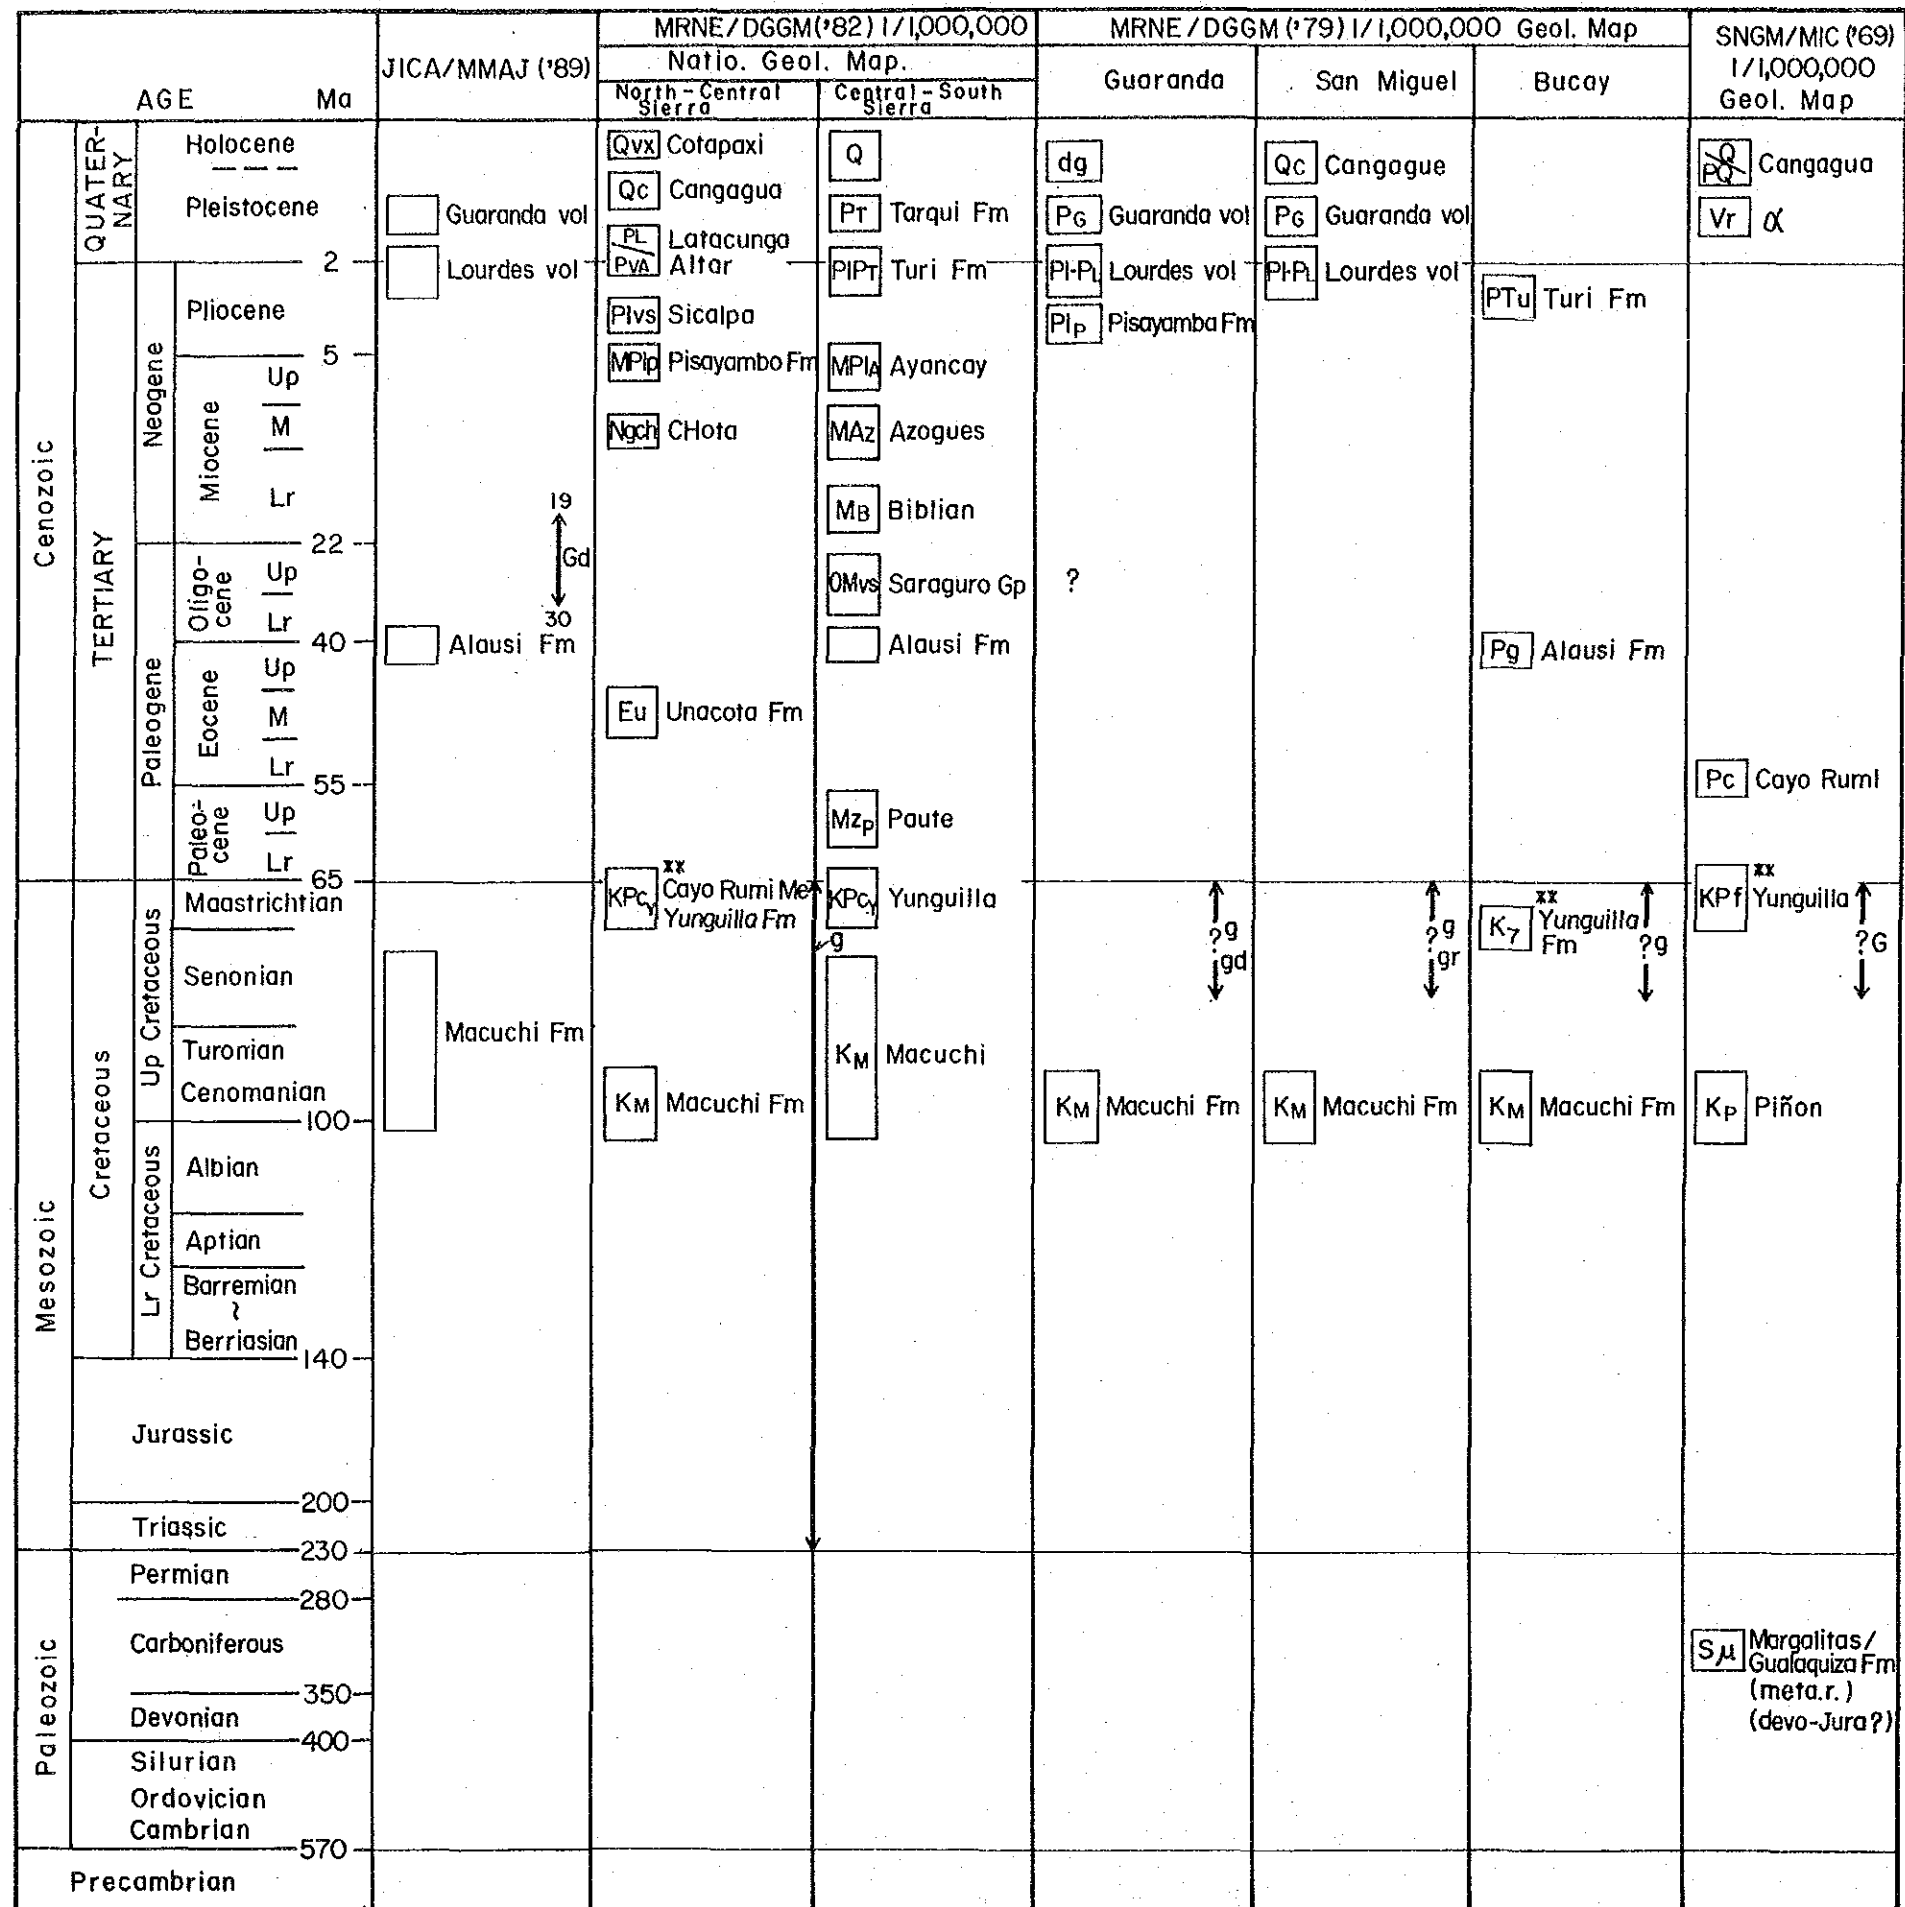 AGE Ma
JICA/MMAJ ('89)
MRNE/DGGM('82) 1/1,000,000
Natio. Geol. Map.
North-Central
Sierra
Central-South
Sierra
MRNE/DGGM ('79) 1/1,000,000 Geol. Map
Guaranda
San Miguel
Bucay
SNGM/MIC ('69)
1/1,000,000
Geol. Map
Cenozoic
QUATER-
NARY
Holocene
Pleistocene
2
TERTIARY
Neogene
Pliocene
5
Miocene
Up
M
Lr
22
Paleogene
Oligo-
cene
Up
Lr
40
Eocene
Up
M
Lr
55
Paleo-
cene
Up
Lr
65
Mesozoic
Cretaceous
Up Cretaceous
Maastrichtian
Senonian
Turonian
Cenomanian
100
Lr Cretaceous
Albian
Aptian
Barremian
~
Berriasian
140
Jurassic
200
Triassic
230
Paleozoic
Permian
280
Carboniferous
350
Devonian
400
Silurian
Ordovician
Cambrian
570
Precambrian
Guaranda vol
Lourdes vol
19
Gd
30
Alausi Fm
Macuchi Fm
Qvx Cotapaxi
Qc Cangagua
PL Latacunga
PVA Altar
Plvs Sicalpa
MPlp Pisayambo Fm
Ngch CHota
Eu Unacota Fm
xx
KPcy Cayo Rumi Me
Yunguilla Fm
KM Macuchi Fm
g
Q
PT Tarqui Fm
PlPT Turi Fm
MPlA Ayancay
MAz Azogues
MB Biblian
OMvs Saraguro Gp
Alausi Fm
MzP Paute
KPcy Yunguilla
KM Macuchi
dg
PG Guaranda vol
Pl-PL Lourdes vol
PlP Pisayamba Fm
?
?g
gd
KM Macuchi Fm
Qc Cangogue
PG Guaranda vol
Pl-PL Lourdes vol
?g
gr
KM Macuchi Fm
PTu Turi Fm
Pg Alausi Fm
xx
K7 Yunguilla
Fm
?g
KM Macuchi Fm
Q
PQ Cangagua
Vr α
Pc Cayo Rumi
xx
KPf Yunguilla
?G
KP Piñon
Sμ Margalitas/
Gualaquiza Fm
(meta.r.)
(devo-Jura?)